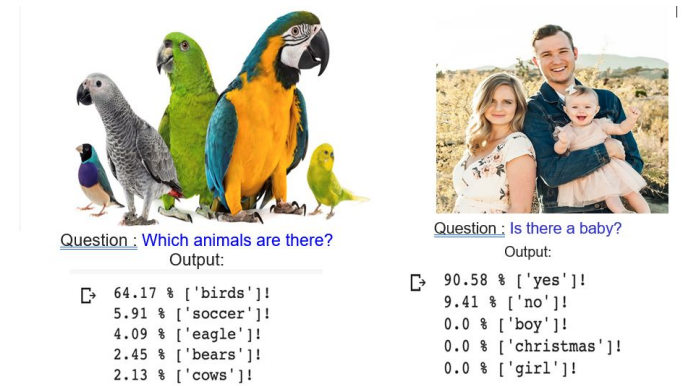 Question : Which animals are there?
Output:
64.17 % ['birds']!
5.91 % ['soccer']!
4.09 % ['eagle']!
2.45 % ['bears']!
2.13 % ['cows']!
Question : Is there a baby?
Output:
90.58 % ['yes']!
9.41 % ['no']!
0.0 % ['boy']!
0.0 % ['christmas']!
0.0 % ['girl']!